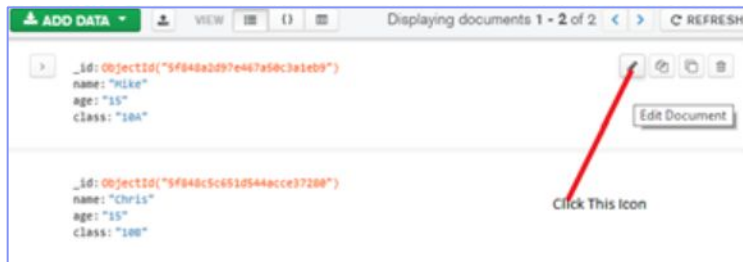 ADD DATA VIEW {} Displaying documents 1 - 2 of 2 < > REFRESH
> _id: ObjectId("5f848a2d97e467a50c3a1eb9")
name: "Mike"
age: "15"
class: "10A"
Edit Document
_id: ObjectId("5f848c5c651d544acce37280")
name: "Chris"
age: "15"
class: "10B"
Click This Icon